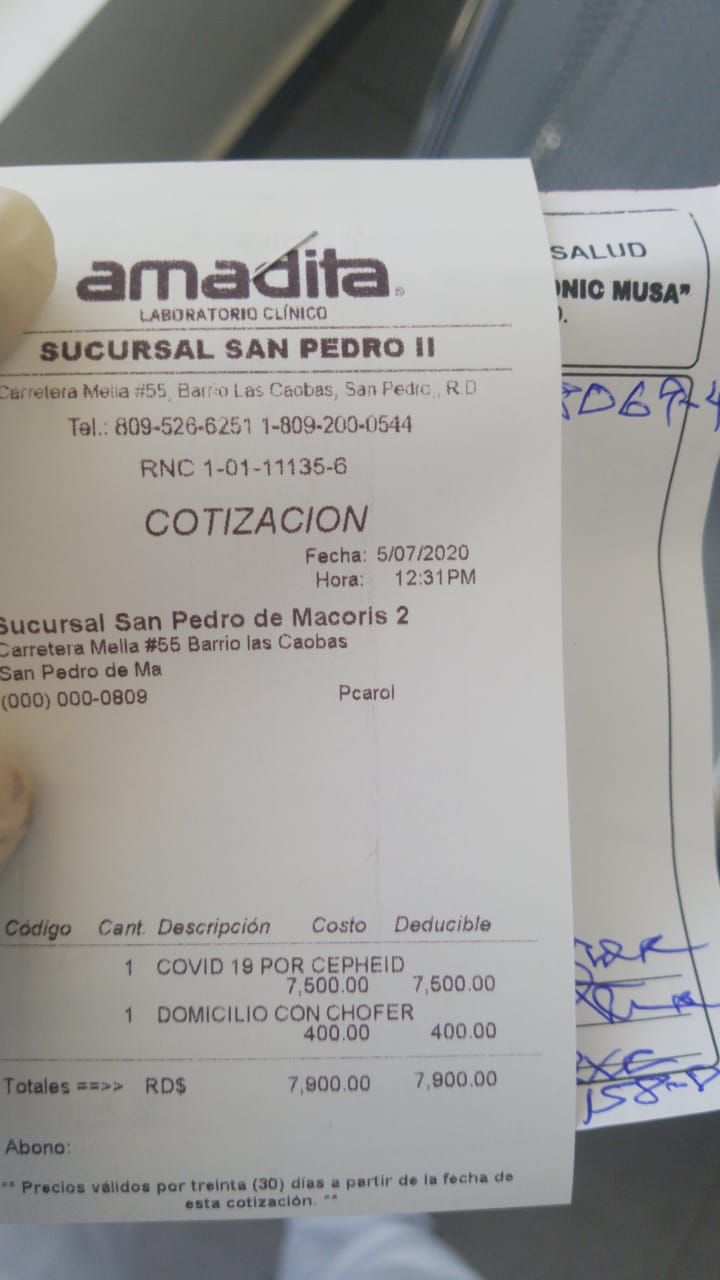 amadita®
LABORATORIO CLÍNICO
SUCURSAL SAN PEDRO II
Carretera Mella #55, Barrio Las Caobas, San Pedro,, R.D
Tel.: 809-526-6251 1-809-200-0544
RNC 1-01-11135-6
COTIZACION
Fecha: 5/07/2020
Hora: 12:31PM
Sucursal San Pedro de Macoris 2
Carretera Mella #55 Barrio las Caobas
San Pedro de Ma
(000) 000-0809 Pcarol
Código Cant. Descripción Costo Deducible
1 COVID 19 POR CEPHEID
7,500.00 7,500.00
1 DOMICILIO CON CHOFER
400.00 400.00
Totales ==>> RD$ 7,900.00 7,900.00
Abono:
** Precios válidos por treinta (30) días a partir de la fecha de
esta cotización. **
SALUD
ONIC MUSA"